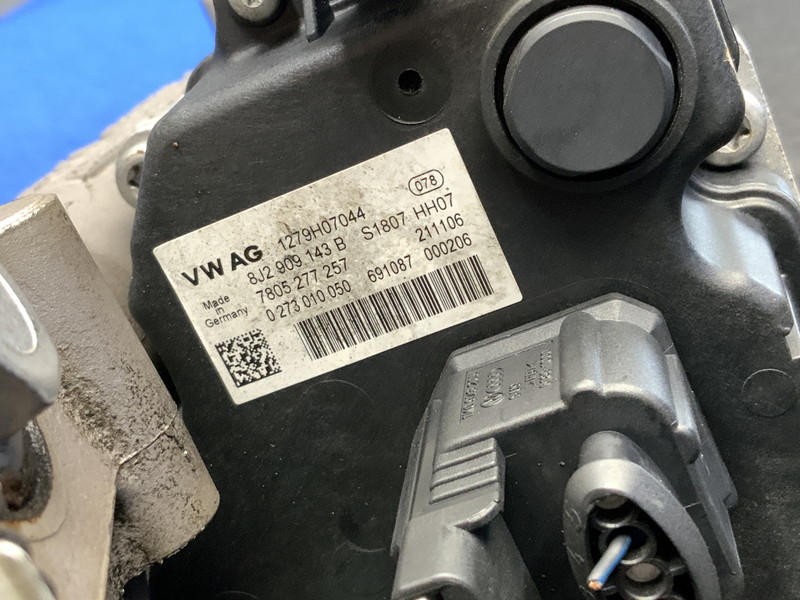 078
VW AG 1279H07044
8J2 909 143 B S1807 HH07
7805 277 257 211106
0 273 010 050 691087 000206
Made
in
Germany